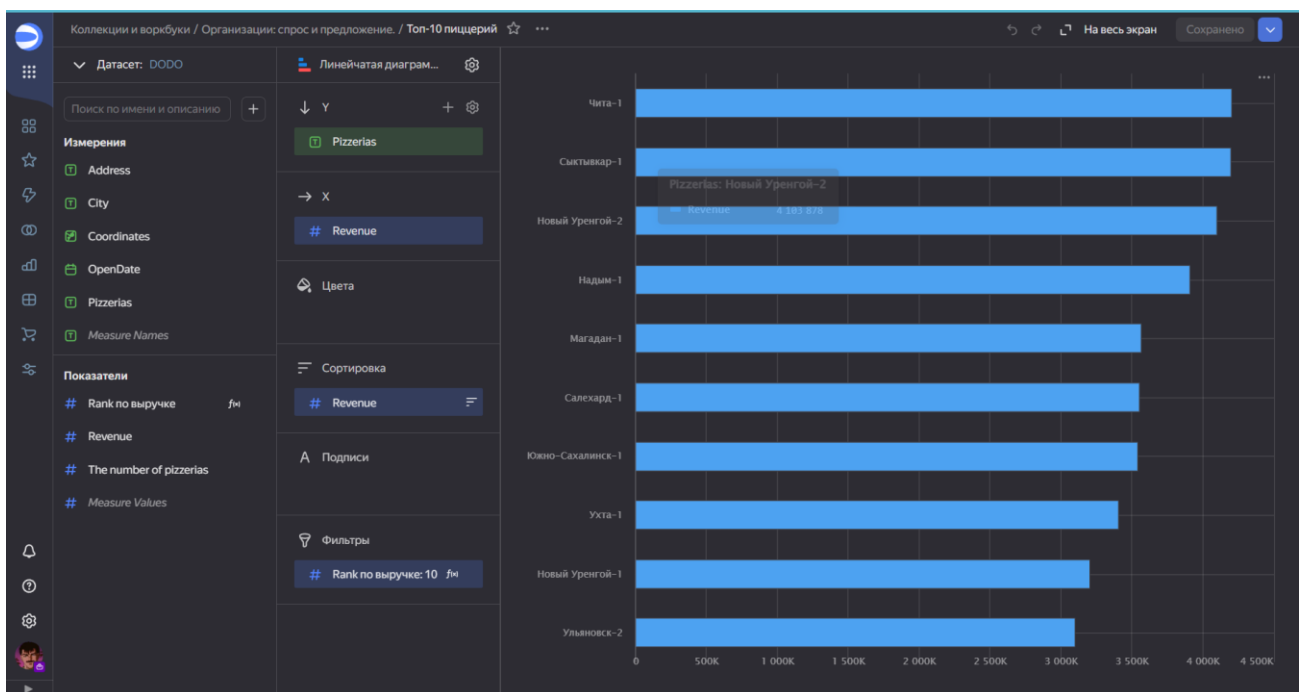 Коллекции и воркбуки / Организации: спрос и предложение. / Топ-10 пиццерий
На весь экран
Сохранено
Датасет: DODO
Поиск по имени и описанию
Измерения
Address
City
Coordinates
OpenDate
Pizzerias
Measure Names
Показатели
Rank по выручке
Revenue
The number of pizzerias
Measure Values
Линейчатая диаграм...
Y
Pizzerias
X
Revenue
Цвета
Сортировка
Revenue
Подписи
Фильтры
Rank по выручке: 10
Чита-1
Сыктывкар-1
Pizzerias: Новый Уренгой-2
Revenue 4 103 878
Новый Уренгой-2
Надым-1
Магадан-1
Салехард-1
Южно-Сахалинск-1
Ухта-1
Новый Уренгой-1
Ульяновск-2
0 500K 1 000K 1 500K 2 000K 2 500K 3 000K 3 500K 4 000K 4 500K